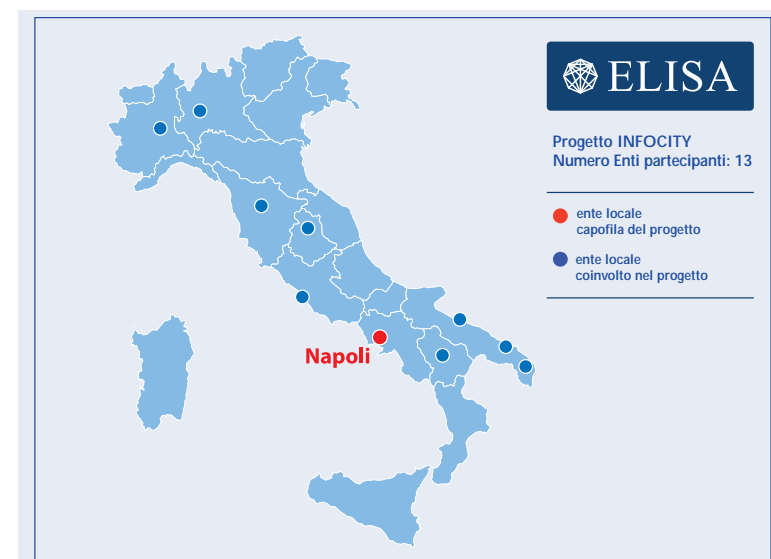 ELISA
Progetto INFOCITY
Numero Enti partecipanti: 13
ente locale
capofila del progetto
ente locale
coinvolto nel progetto
Napoli